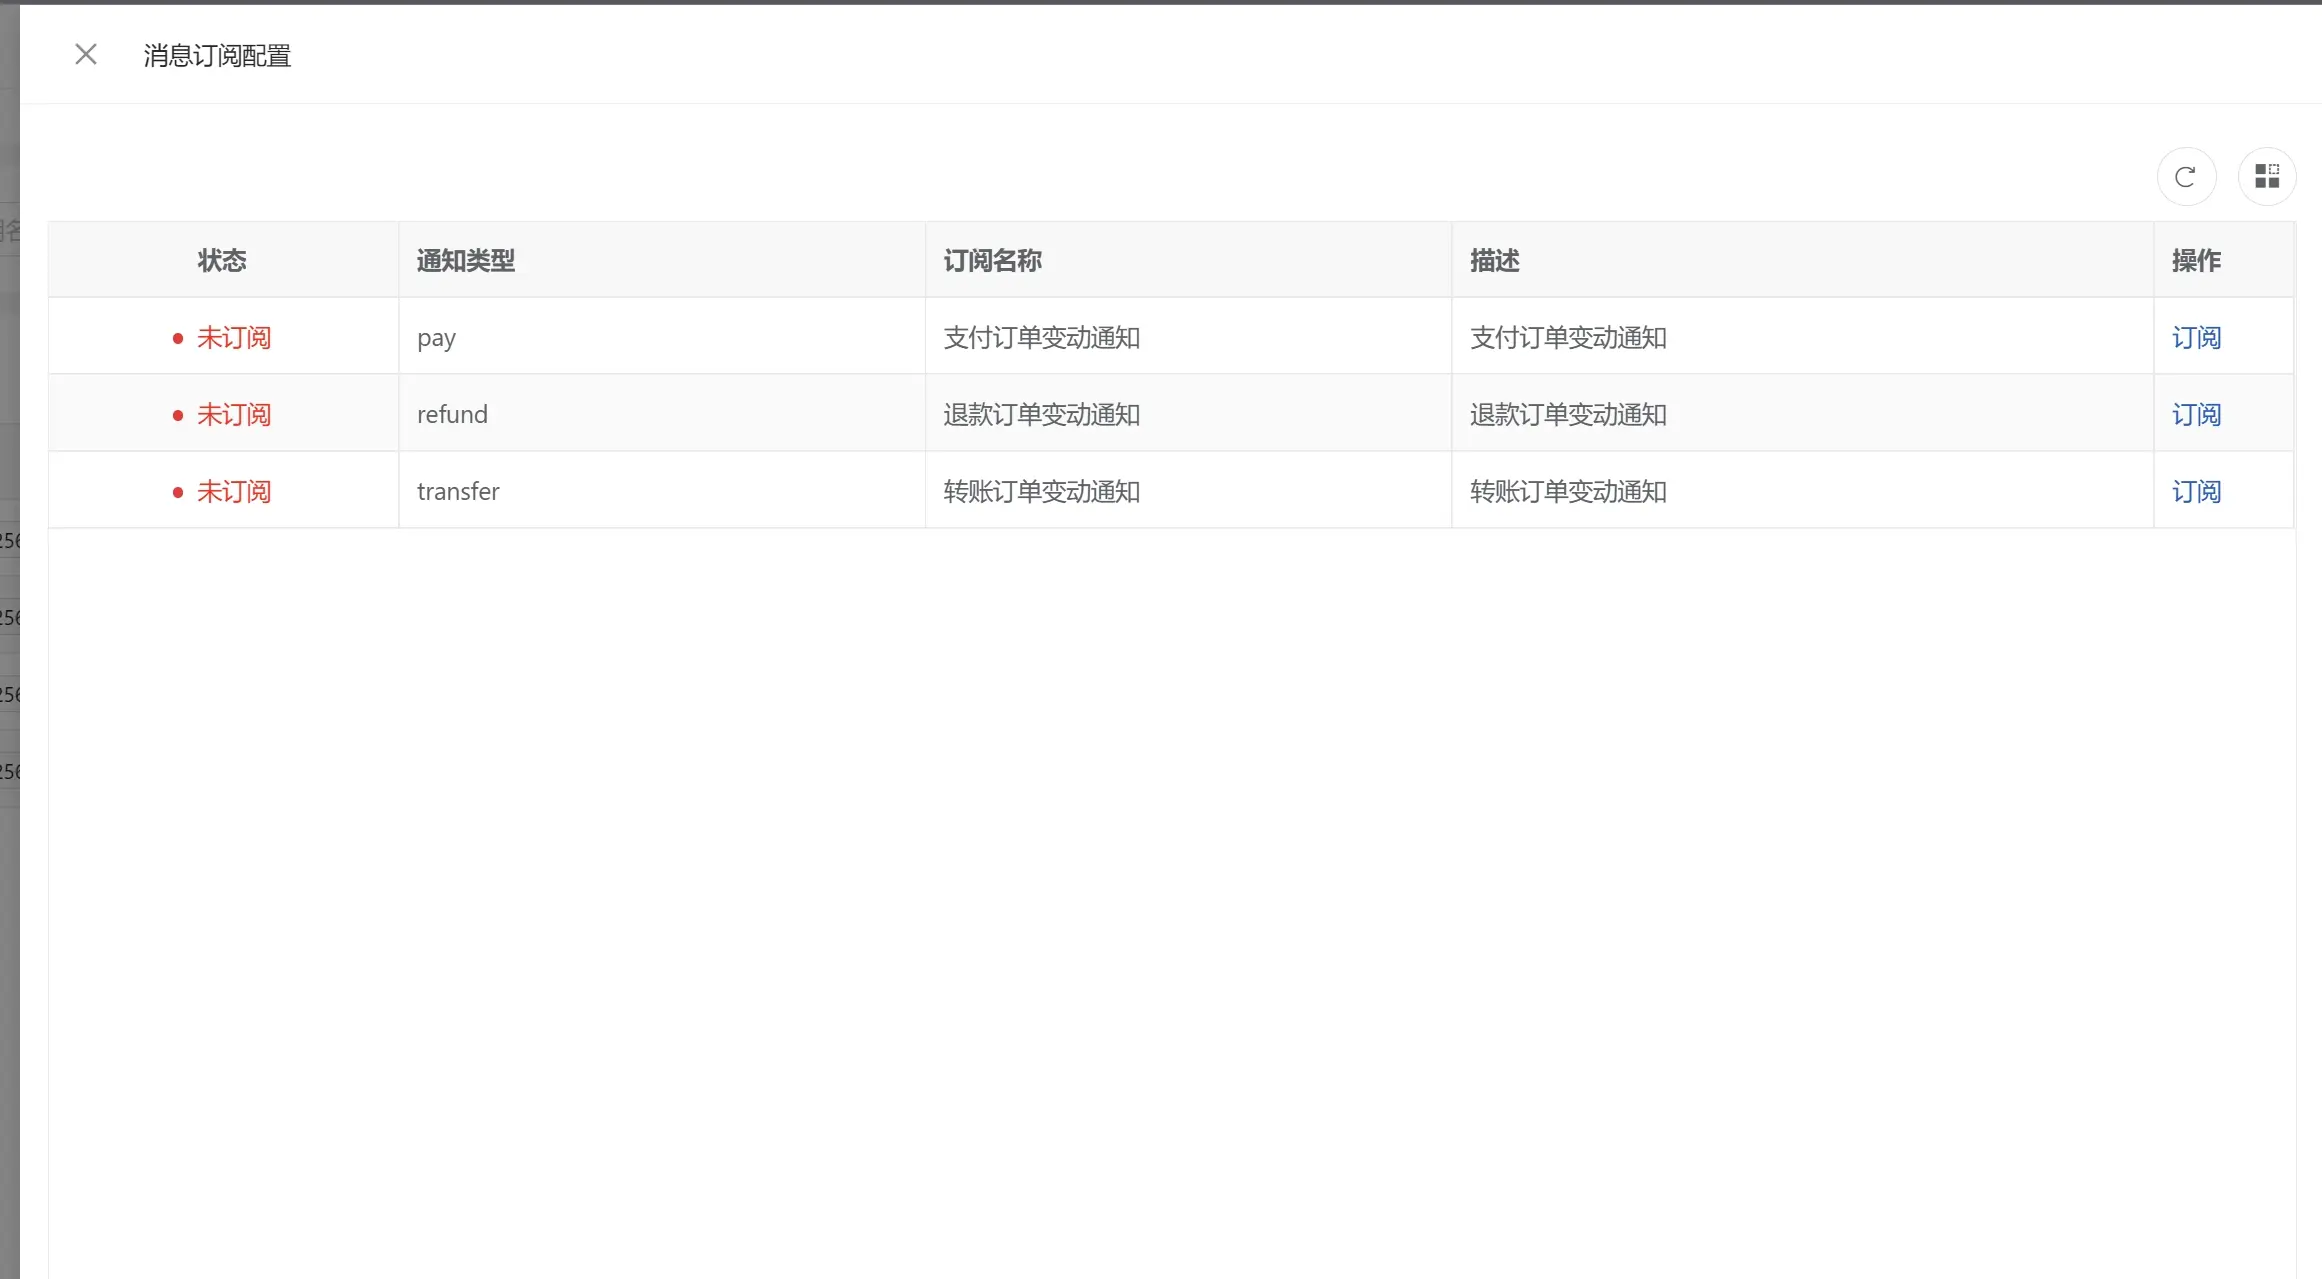 消息订阅配置
状态 通知类型 订阅名称 描述 操作
未订阅 pay 支付订单变动通知 支付订单变动通知 订阅
未订阅 refund 退款订单变动通知 退款订单变动通知 订阅
未订阅 transfer 转账订单变动通知 转账订单变动通知 订阅